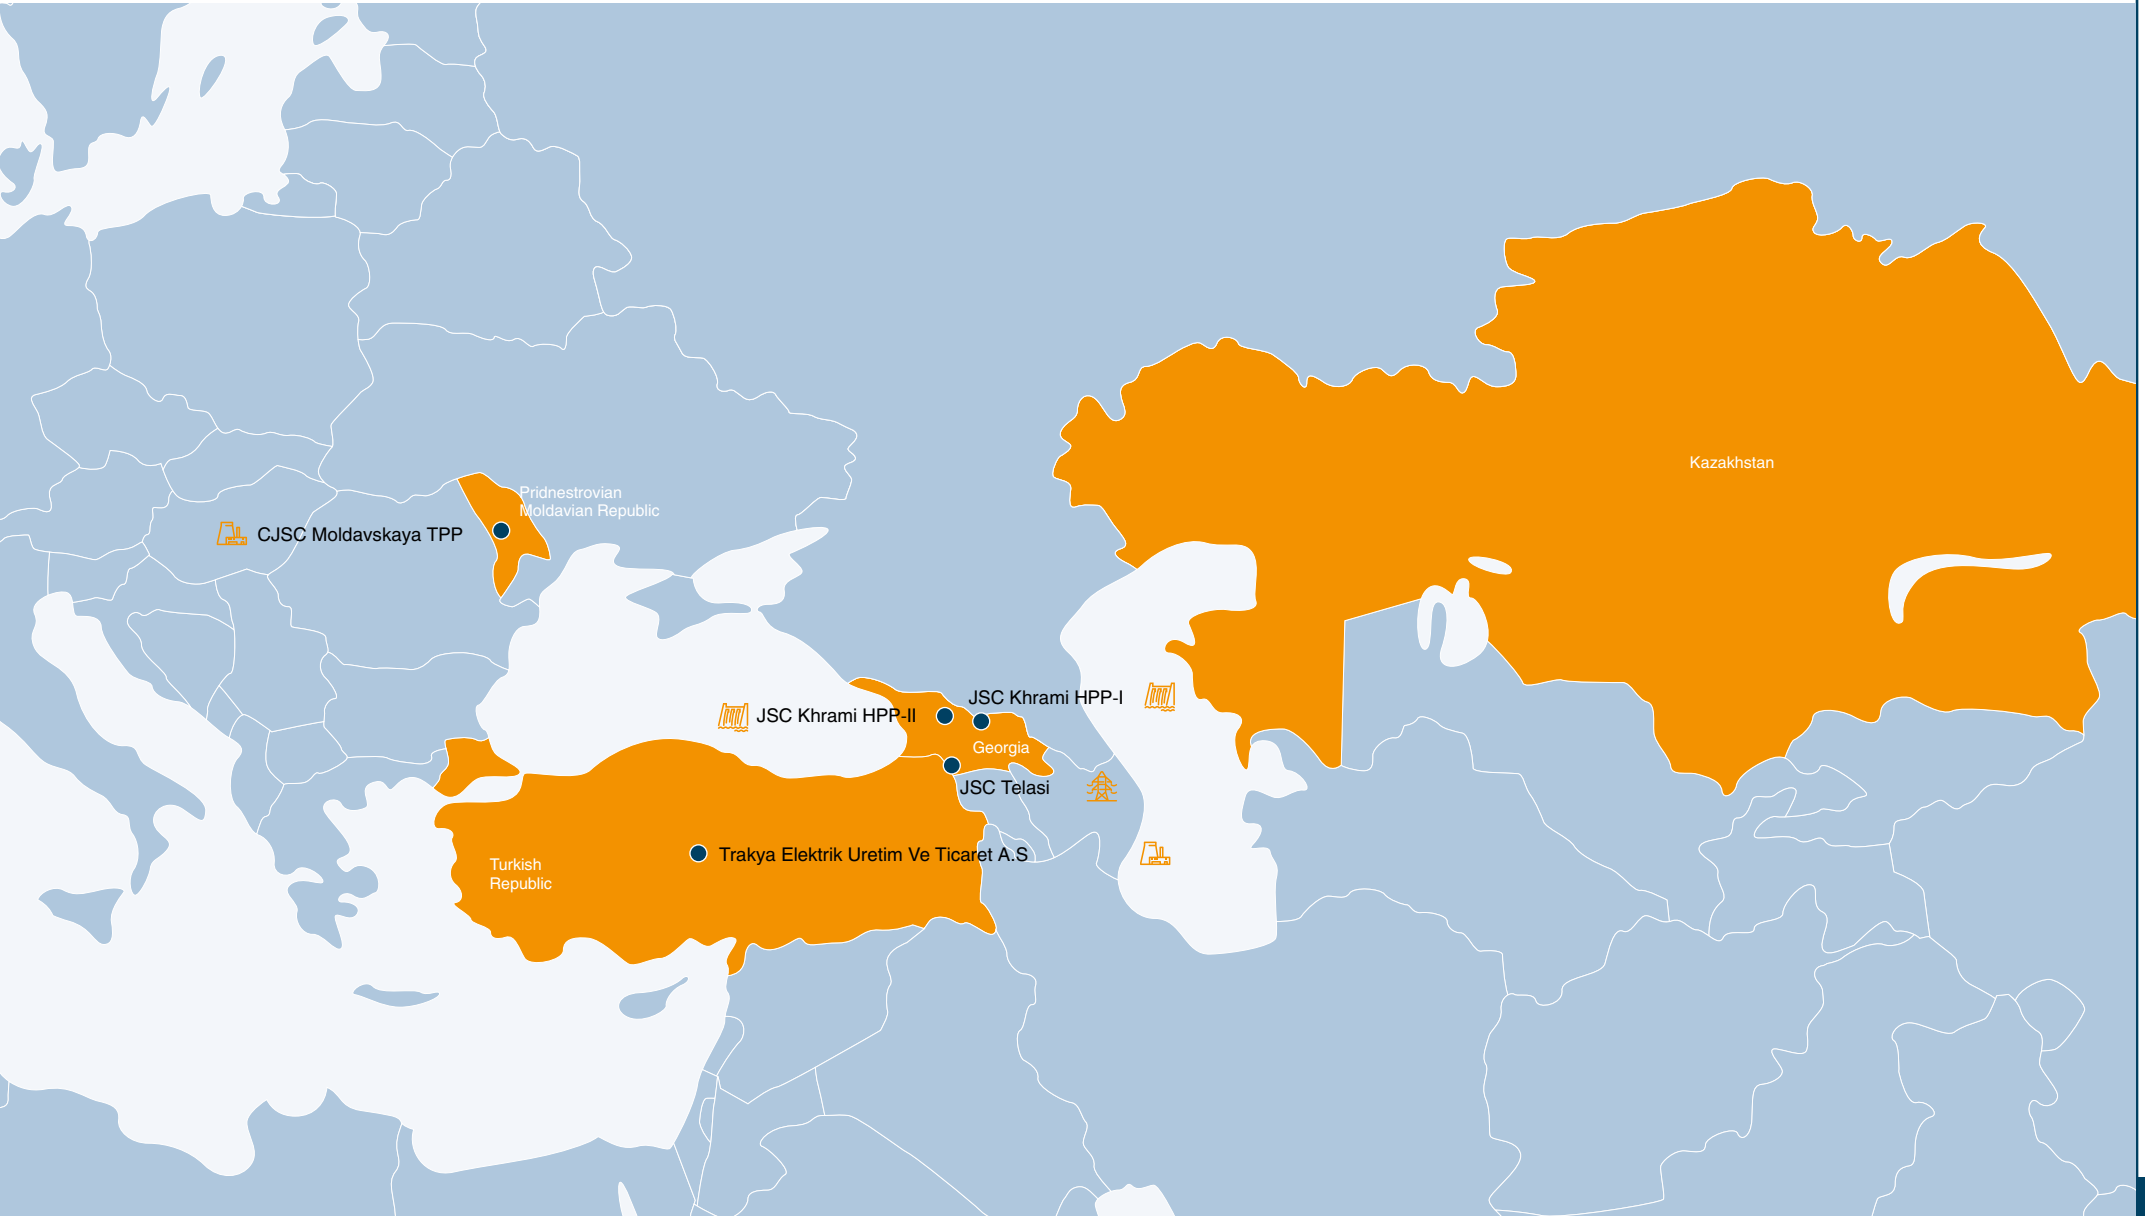 Kazakhstan
Pridnestrovian
Moldavian Republic
CJSC Moldavskaya TPP
JSC Khrami HPP-I
JSC Khrami HPP-II
Georgia
JSC Telasi
Trakya Elektrik Uretim Ve Ticaret A.S
Turkish
Republic